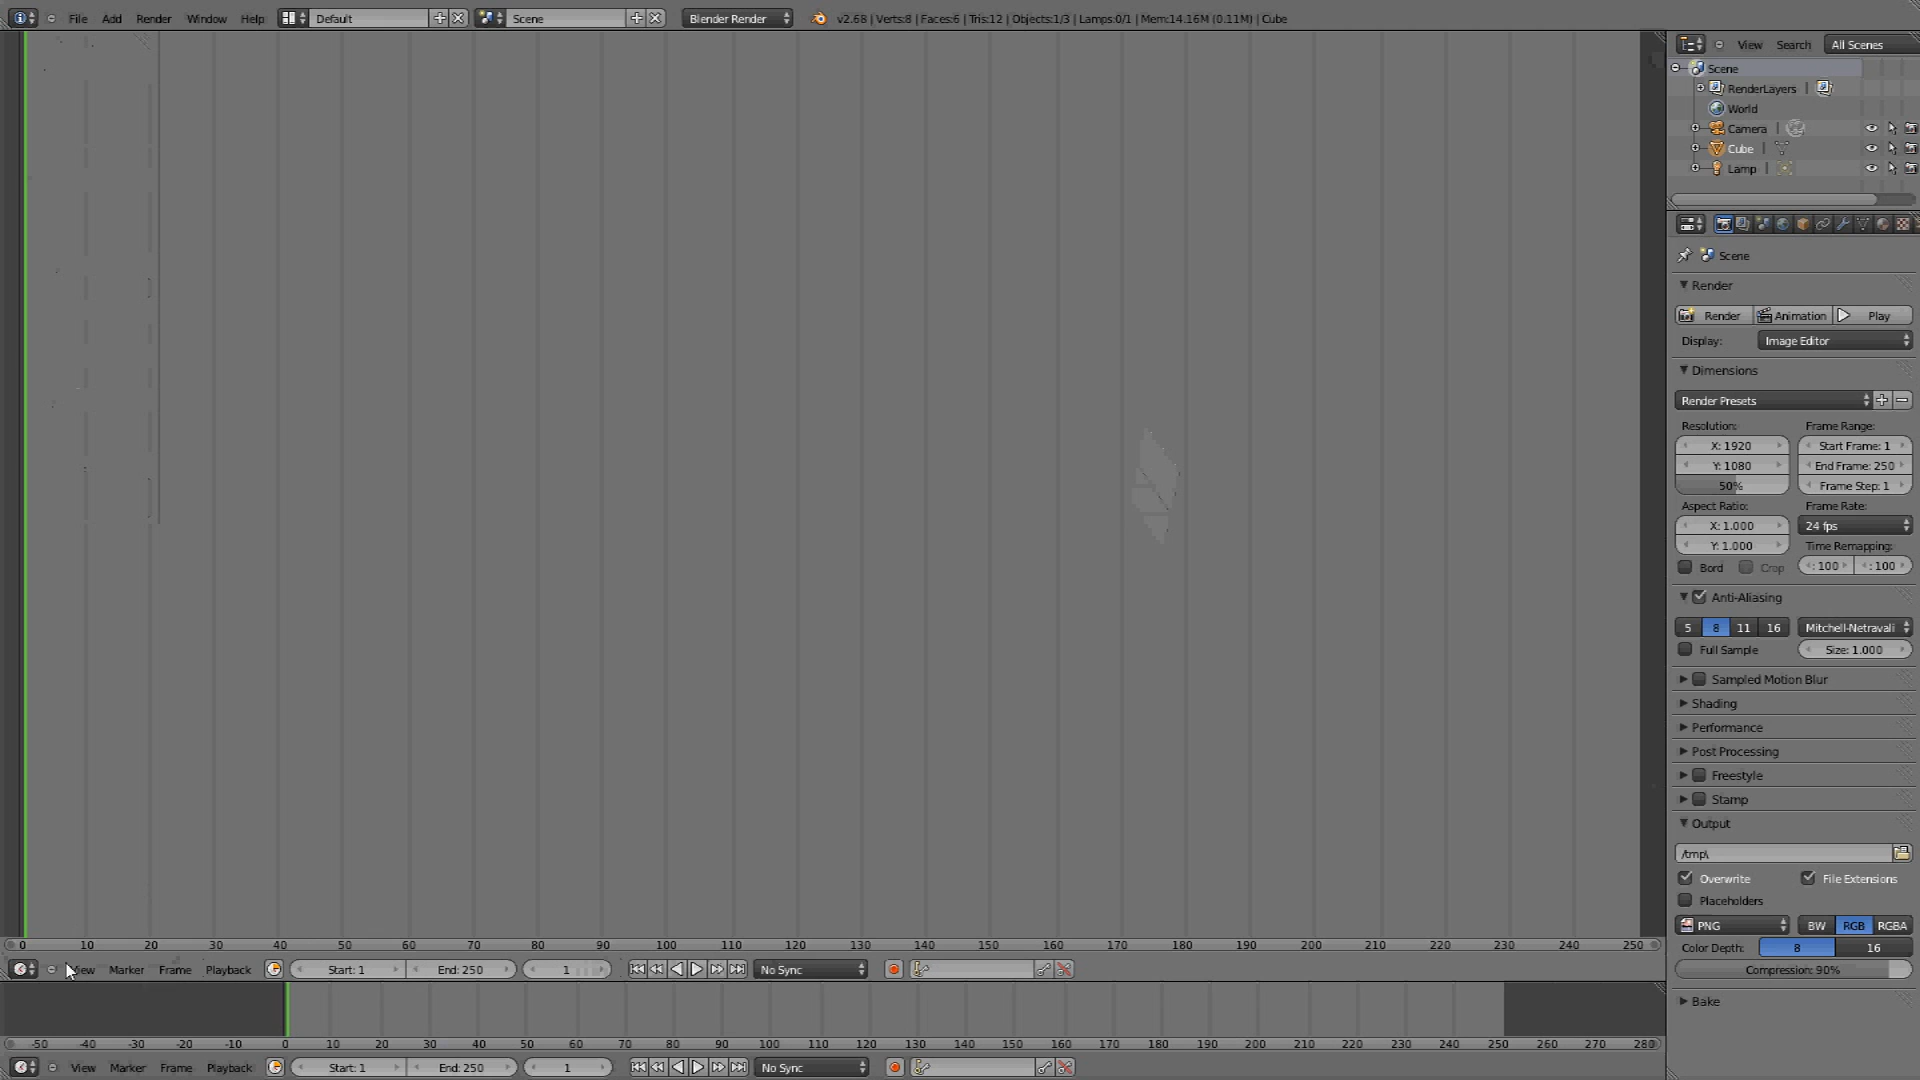 File Add Render Window Help Default Scene Blender Render v2.68 | Verts:8 | Faces:6 | Tris:12 | Objects:1/3 | Lamps:0/1 | Mem:14.16M (0.11M) | Cube
View Search All Scenes
Scene
RenderLayers
World
Camera
Cube
Lamp
Scene
Render
Render Animation Play
Display: Image Editor
Dimensions
Render Presets
Resolution: Frame Range:
X: 1920 Start Frame: 1
Y: 1080 End Frame: 250
50% Frame Step: 1
Aspect Ratio: Frame Rate:
X: 1.000 24 fps
Y: 1.000 Time Remapping:
Bord Crop :100 :100
Anti-Aliasing
5 8 11 16 Mitchell-Netravali
Full Sample Size: 1.000
Sampled Motion Blur
Shading
Performance
Post Processing
Freestyle
Stamp
Output
/tmp\
Overwrite File Extensions
Placeholders
PNG BW RGB RGBA
Color Depth: 8 16
Compression: 90%
Bake
0 10 20 30 40 50 60 70 80 90 100 110 120 130 140 150 160 170 180 190 200 210 220 230 240 250
View Marker Frame Playback Start: 1 End: 250 1 No Sync
-50 -40 -30 -20 -10 0 10 20 30 40 50 60 70 80 90 100 110 120 130 140 150 160 170 180 190 200 210 220 230 240 250 260 270 280
View Marker Frame Playback Start: 1 End: 250 1 No Sync